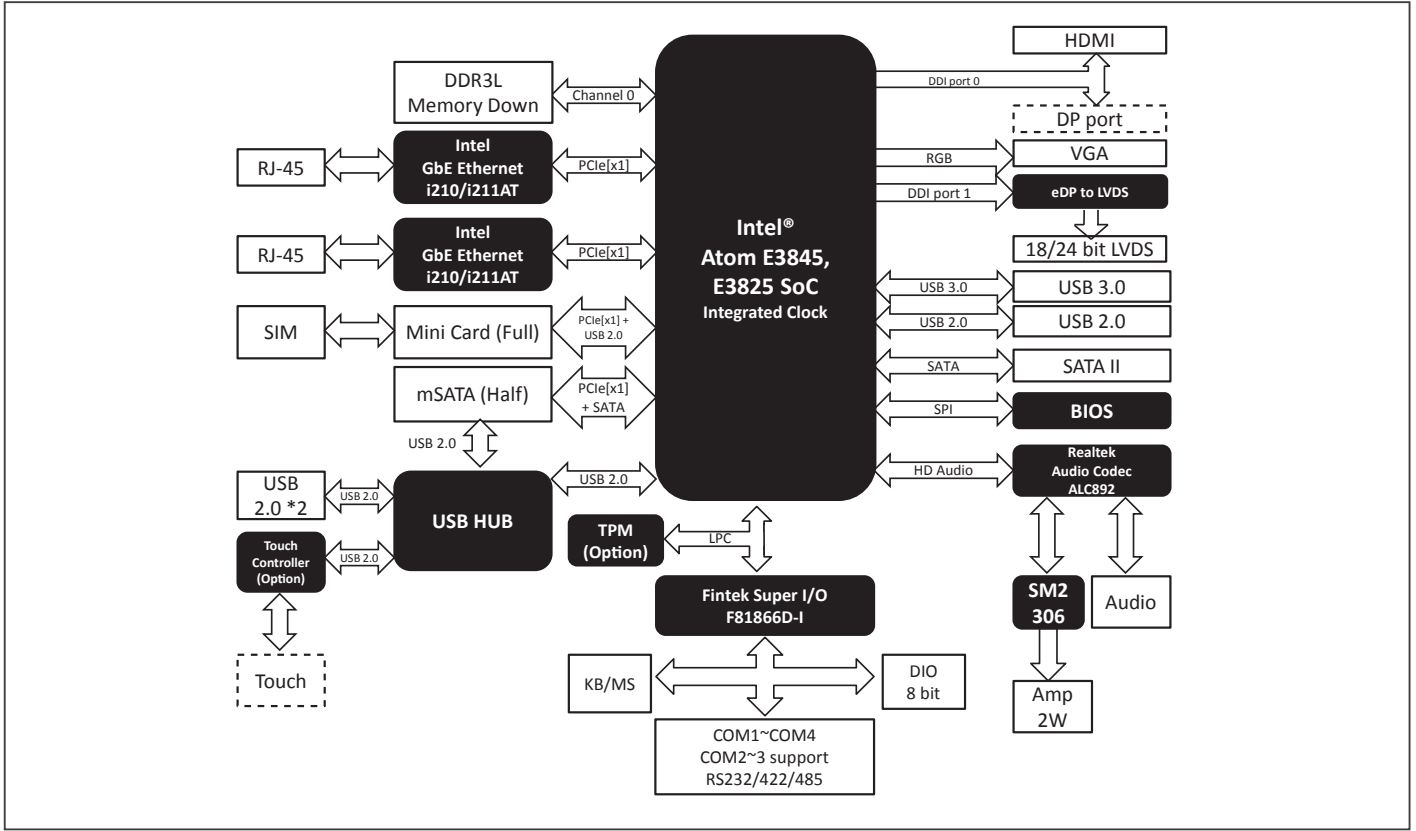 HDMI
DDI port 0
DP port
DDR3L
Memory Down
Channel 0
RJ-45
Intel
GbE Ethernet
i210/i211AT
PCIe[x1]
RGB
VGA
DDI port 1
eDP to LVDS
18/24 bit LVDS
RJ-45
Intel
GbE Ethernet
i210/i211AT
PCIe[x1]
Intel®
Atom E3845,
E3825 SoC
Integrated Clock
USB 3.0
USB 3.0
USB 2.0
USB 2.0
SIM
Mini Card (Full)
PCIe[x1] +
USB 2.0
SATA
SATA II
mSATA (Half)
PCIe[x1]
+ SATA
SPI
BIOS
USB 2.0
HD Audio
Realtek
Audio Codec
ALC892
USB
2.0 *2
USB 2.0
USB HUB
USB 2.0
Touch
Controller
(Option)
USB 2.0
TPM
(Option)
LPC
Fintek Super I/O
F81866D-I
SM2
306
Audio
Touch
KB/MS
DIO
8 bit
Amp
2W
COM1~COM4
COM2~3 support
RS232/422/485